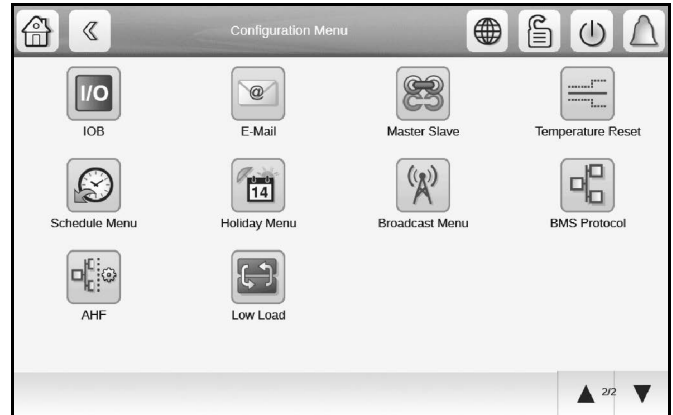 Configuration Menu
I/O
@
IOB
E-Mail
Master Slave
Temperature Reset
14
Schedule Menu
Holiday Menu
Broadcast Menu
BMS Protocol
AHF
Low Load
2/2